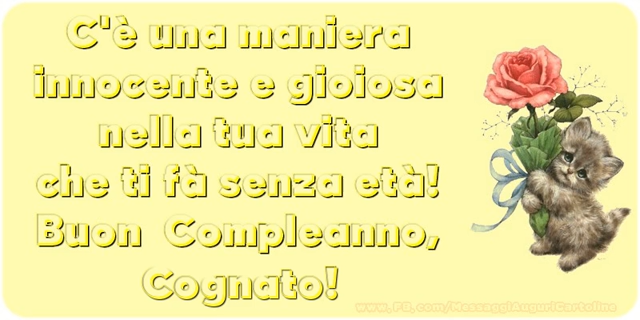 C'è una maniera
innocente e gioiosa
nella tua vita
che ti fà senza età!
Buon Compleanno,
Cognato!
www.FB.com/MessaggiAuguriCartoline